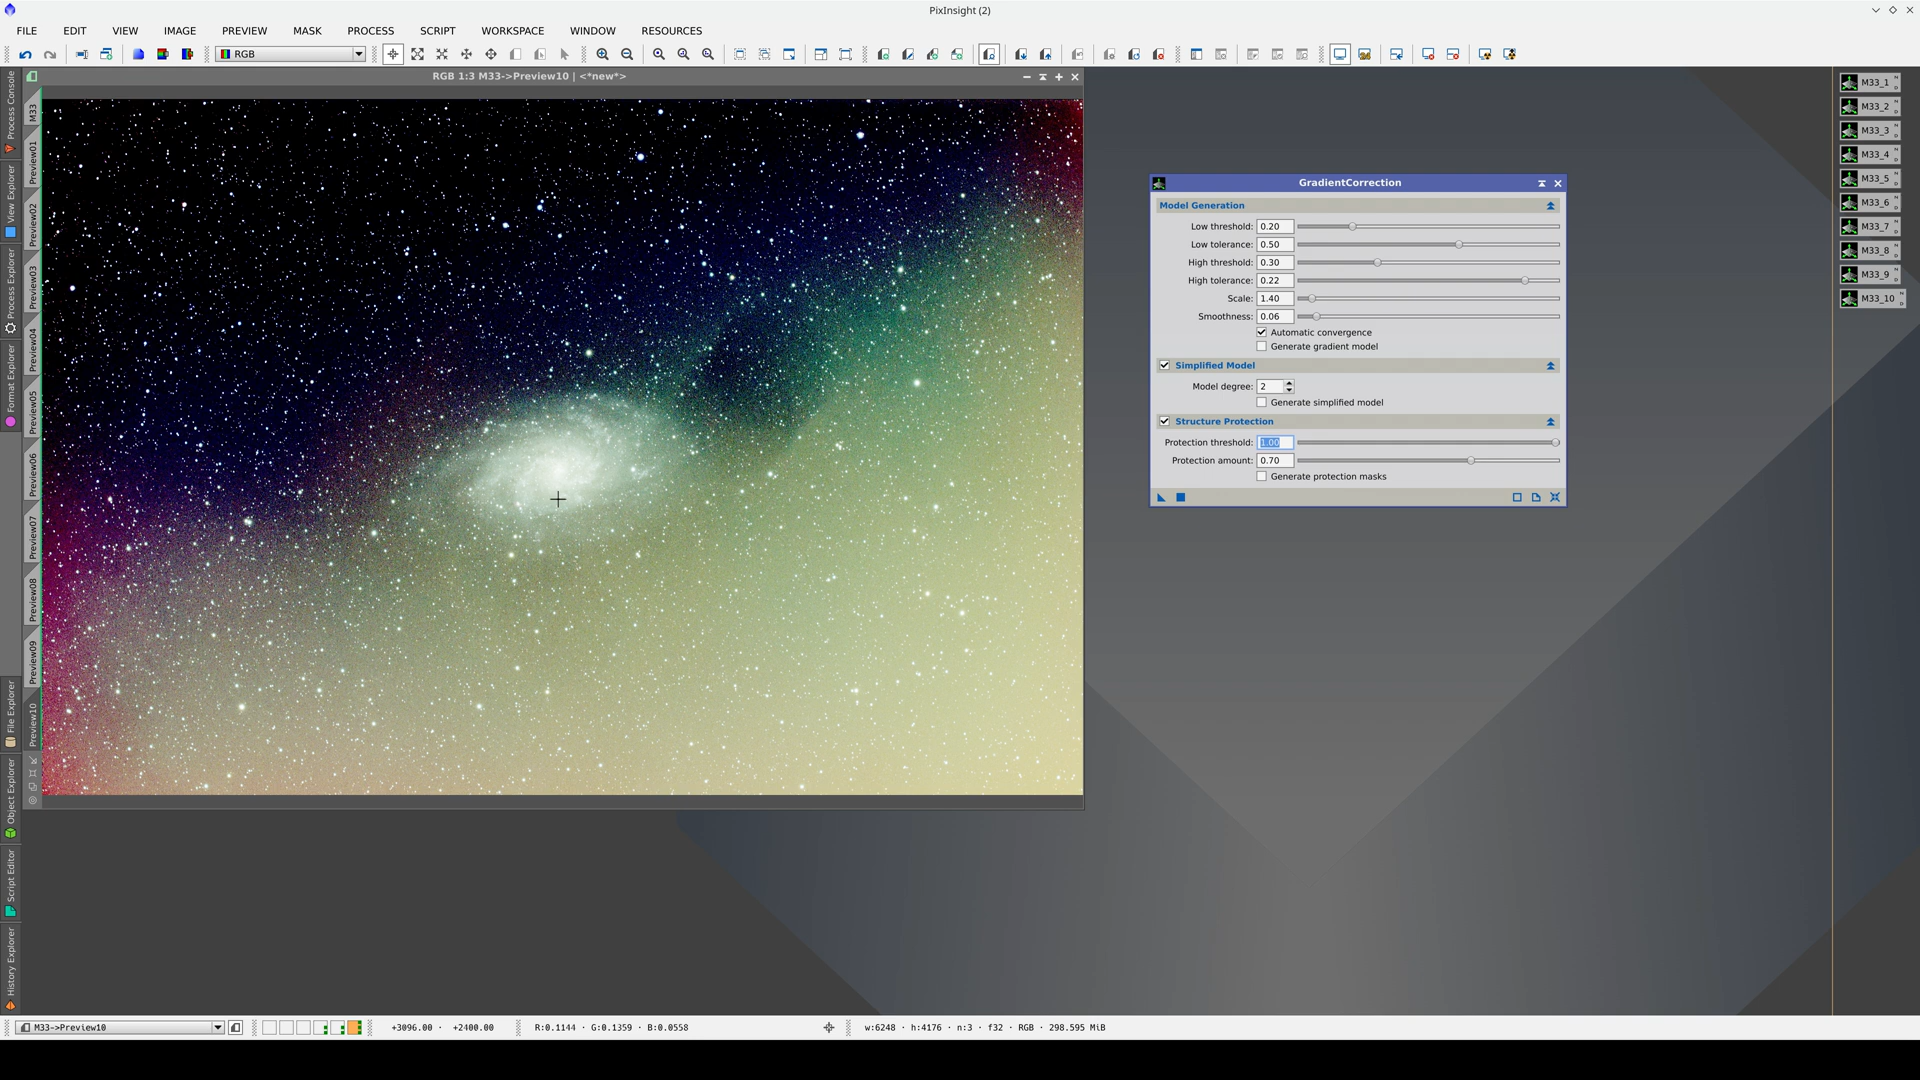 PixInsight (2)
FILE EDIT VIEW IMAGE PREVIEW MASK PROCESS SCRIPT WORKSPACE WINDOW RESOURCES
RGB
RGB 1:3 M33->Preview10 | <*new*>
Process Console
View Explorer
Process Explorer
Format Explorer
File Explorer
Object Explorer
Script Editor
History Explorer
M33
Preview01
Preview02
Preview03
Preview04
Preview05
Preview06
Preview07
Preview08
Preview09
Preview10
GradientCorrection
Model Generation
Low threshold: 0.20
Low tolerance: 0.50
High threshold: 0.30
High tolerance: 0.22
Scale: 1.40
Smoothness: 0.06
Automatic convergence
Generate gradient model
Simplified Model
Model degree: 2
Generate simplified model
Structure Protection
Protection threshold: 1.00
Protection amount: 0.70
Generate protection masks
M33_1
M33_2
M33_3
M33_4
M33_5
M33_6
M33_7
M33_8
M33_9
M33_10
M33->Preview10
+3096.00 · +2400.00
R:0.1144 · G:0.1359 · B:0.0558
w:6248 · h:4176 · n:3 · f32 · RGB · 298.595 MiB